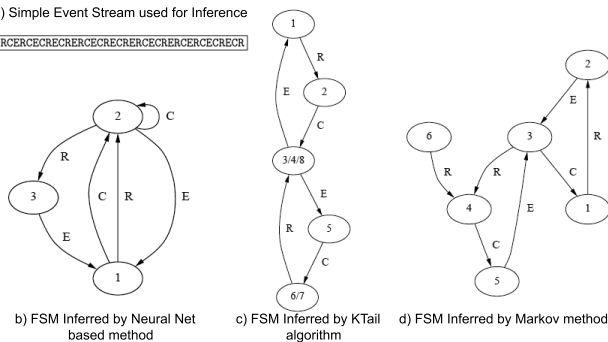 ) Simple Event Stream used for Inference
RCERCECRECRERCECRECRERCECRECRERCERCECRECR
2
C
R
3
C
R
E
E
1
b) FSM Inferred by Neural Net
based method
1
R
E
2
C
3/4/8
E
R
5
C
6/7
c) FSM Inferred by KTail
algorithm
2
E
6
3
R
R
C
R
4
1
C
E
5
d) FSM Inferred by Markov method